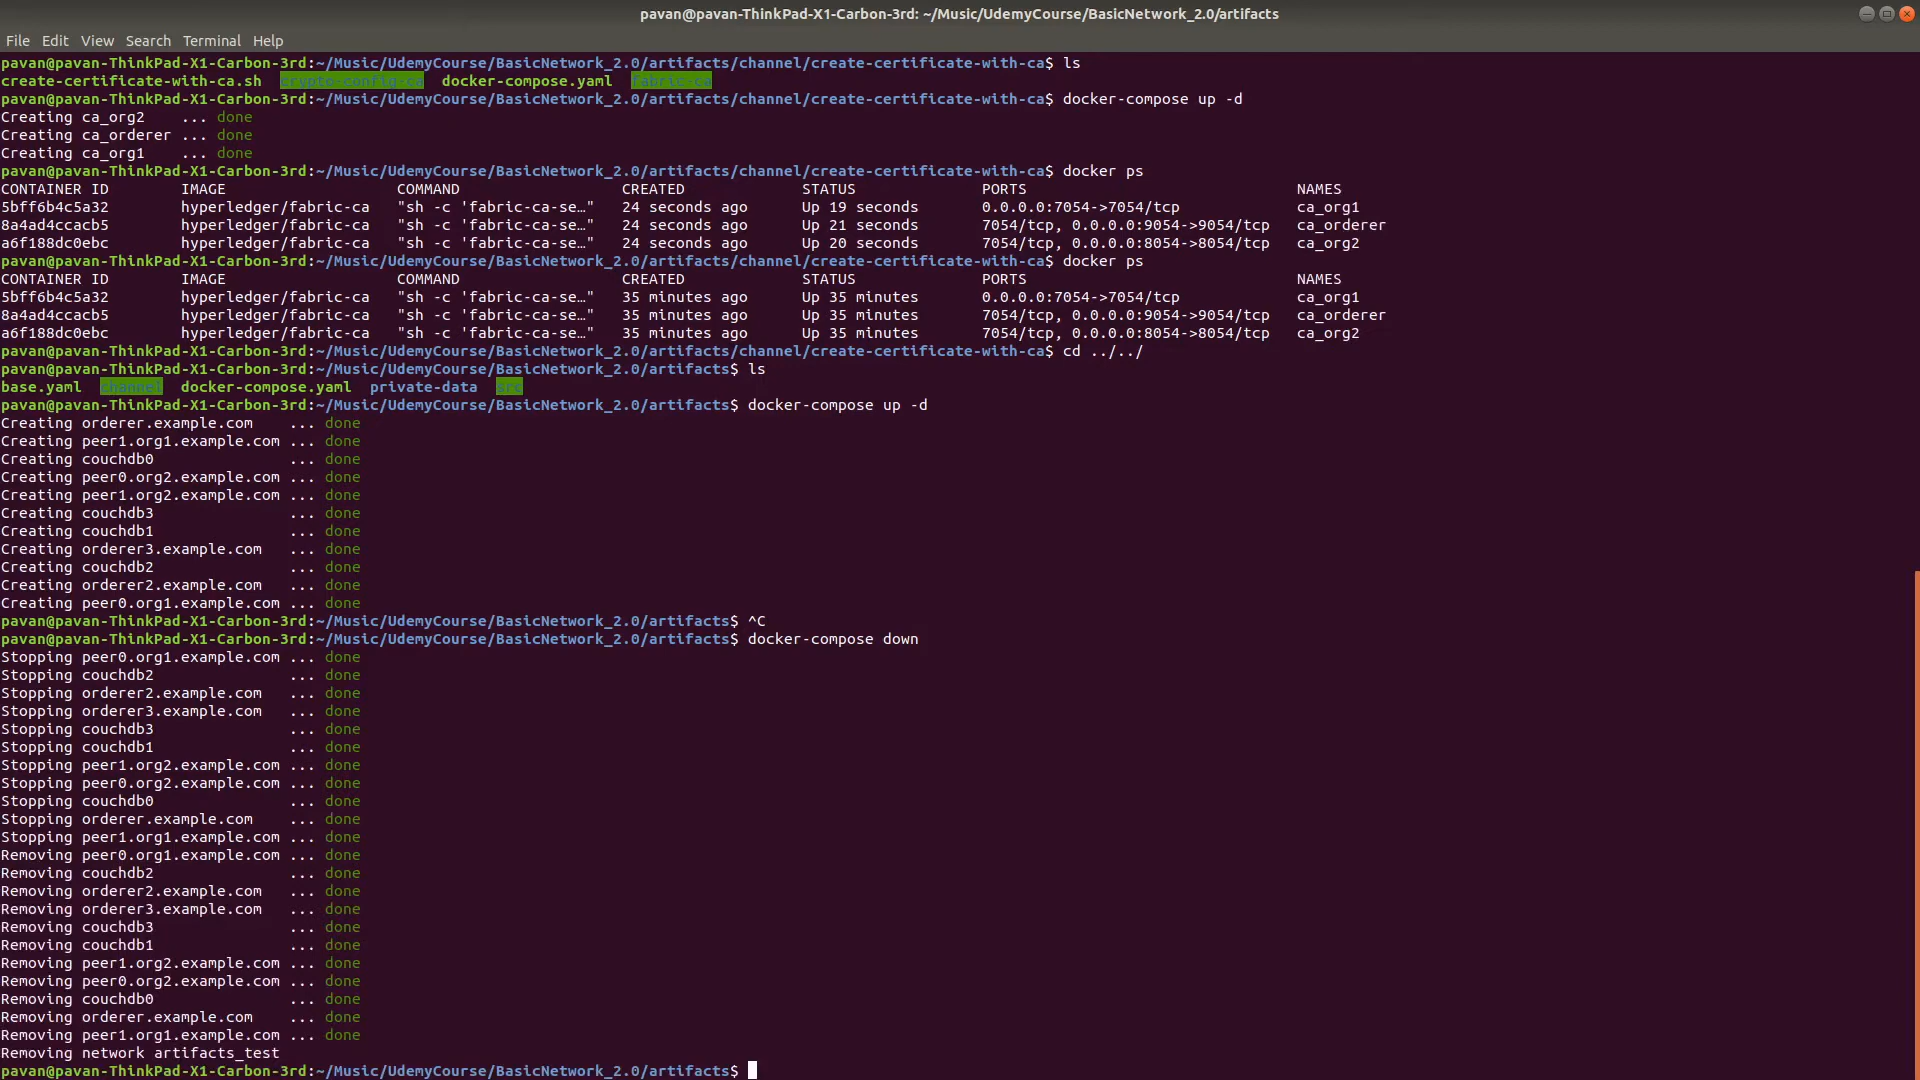 pavan@pavan-ThinkPad-X1-Carbon-3rd: ~/Music/UdemyCourse/BasicNetwork_2.0/artifacts
File Edit View Search Terminal Help
pavan@pavan-ThinkPad-X1-Carbon-3rd:~/Music/UdemyCourse/BasicNetwork_2.0/artifacts/channel/create-certificate-with-ca$ ls
create-certificate-with-ca.sh crypto-config-ca docker-compose.yaml fabric-ca
pavan@pavan-ThinkPad-X1-Carbon-3rd:~/Music/UdemyCourse/BasicNetwork_2.0/artifacts/channel/create-certificate-with-ca$ docker-compose up -d
Creating ca_org2 ... done
Creating ca_orderer ... done
Creating ca_org1 ... done
pavan@pavan-ThinkPad-X1-Carbon-3rd:~/Music/UdemyCourse/BasicNetwork_2.0/artifacts/channel/create-certificate-with-ca$ docker ps
CONTAINER ID IMAGE COMMAND CREATED STATUS PORTS NAMES
5bff6b4c5a32 hyperledger/fabric-ca "sh -c 'fabric-ca-se…" 24 seconds ago Up 19 seconds 0.0.0.0:7054->7054/tcp ca_org1
8a4ad4ccacb5 hyperledger/fabric-ca "sh -c 'fabric-ca-se…" 24 seconds ago Up 21 seconds 7054/tcp, 0.0.0.0:9054->9054/tcp ca_orderer
a6f188dc0ebc hyperledger/fabric-ca "sh -c 'fabric-ca-se…" 24 seconds ago Up 20 seconds 7054/tcp, 0.0.0.0:8054->8054/tcp ca_org2
pavan@pavan-ThinkPad-X1-Carbon-3rd:~/Music/UdemyCourse/BasicNetwork_2.0/artifacts/channel/create-certificate-with-ca$ docker ps
CONTAINER ID IMAGE COMMAND CREATED STATUS PORTS NAMES
5bff6b4c5a32 hyperledger/fabric-ca "sh -c 'fabric-ca-se…" 35 minutes ago Up 35 minutes 0.0.0.0:7054->7054/tcp ca_org1
8a4ad4ccacb5 hyperledger/fabric-ca "sh -c 'fabric-ca-se…" 35 minutes ago Up 35 minutes 7054/tcp, 0.0.0.0:9054->9054/tcp ca_orderer
a6f188dc0ebc hyperledger/fabric-ca "sh -c 'fabric-ca-se…" 35 minutes ago Up 35 minutes 7054/tcp, 0.0.0.0:8054->8054/tcp ca_org2
pavan@pavan-ThinkPad-X1-Carbon-3rd:~/Music/UdemyCourse/BasicNetwork_2.0/artifacts/channel/create-certificate-with-ca$ cd ../../
pavan@pavan-ThinkPad-X1-Carbon-3rd:~/Music/UdemyCourse/BasicNetwork_2.0/artifacts$ ls
base.yaml channel docker-compose.yaml private-data src
pavan@pavan-ThinkPad-X1-Carbon-3rd:~/Music/UdemyCourse/BasicNetwork_2.0/artifacts$ docker-compose up -d
Creating orderer.example.com ... done
Creating peer1.org1.example.com ... done
Creating couchdb0 ... done
Creating peer0.org2.example.com ... done
Creating peer1.org2.example.com ... done
Creating couchdb3 ... done
Creating couchdb1 ... done
Creating orderer3.example.com ... done
Creating couchdb2 ... done
Creating orderer2.example.com ... done
Creating peer0.org1.example.com ... done
pavan@pavan-ThinkPad-X1-Carbon-3rd:~/Music/UdemyCourse/BasicNetwork_2.0/artifacts$ ^C
pavan@pavan-ThinkPad-X1-Carbon-3rd:~/Music/UdemyCourse/BasicNetwork_2.0/artifacts$ docker-compose down
Stopping peer0.org1.example.com ... done
Stopping couchdb2 ... done
Stopping orderer2.example.com ... done
Stopping orderer3.example.com ... done
Stopping couchdb3 ... done
Stopping couchdb1 ... done
Stopping peer1.org2.example.com ... done
Stopping peer0.org2.example.com ... done
Stopping couchdb0 ... done
Stopping orderer.example.com ... done
Stopping peer1.org1.example.com ... done
Removing peer0.org1.example.com ... done
Removing couchdb2 ... done
Removing orderer2.example.com ... done
Removing orderer3.example.com ... done
Removing couchdb3 ... done
Removing couchdb1 ... done
Removing peer1.org2.example.com ... done
Removing peer0.org2.example.com ... done
Removing couchdb0 ... done
Removing orderer.example.com ... done
Removing peer1.org1.example.com ... done
Removing network artifacts_test
pavan@pavan-ThinkPad-X1-Carbon-3rd:~/Music/UdemyCourse/BasicNetwork_2.0/artifacts$